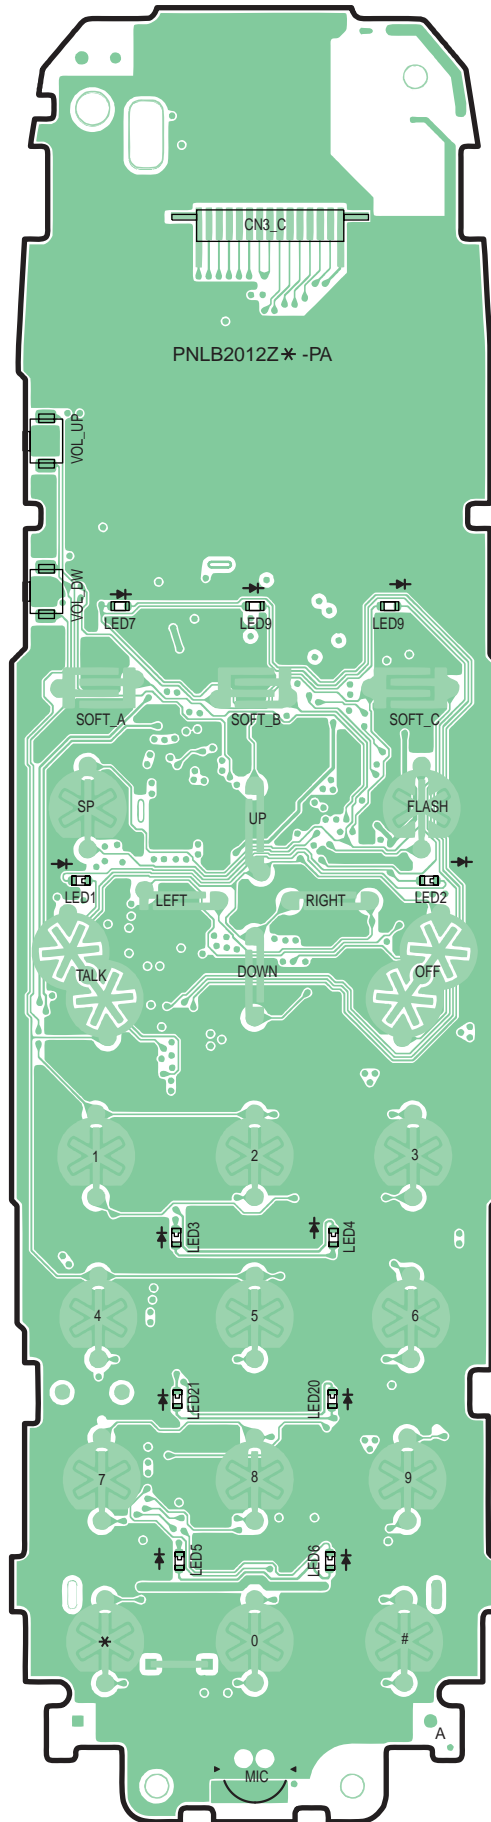 CN3_C
PNLB2012Z* -PA
VOL_UP
VOL_DW
LED7 LED9 LED9
SOFT_A SOFT_B SOFT_C
SP UP FLASH
LED1 LED2
LEFT RIGHT
TALK DOWN OFF
1 2 3
LED3 LED4
4 5 6
LED21 LED20
7 8 9
LED5 LED6
* 0 #
A
MIC